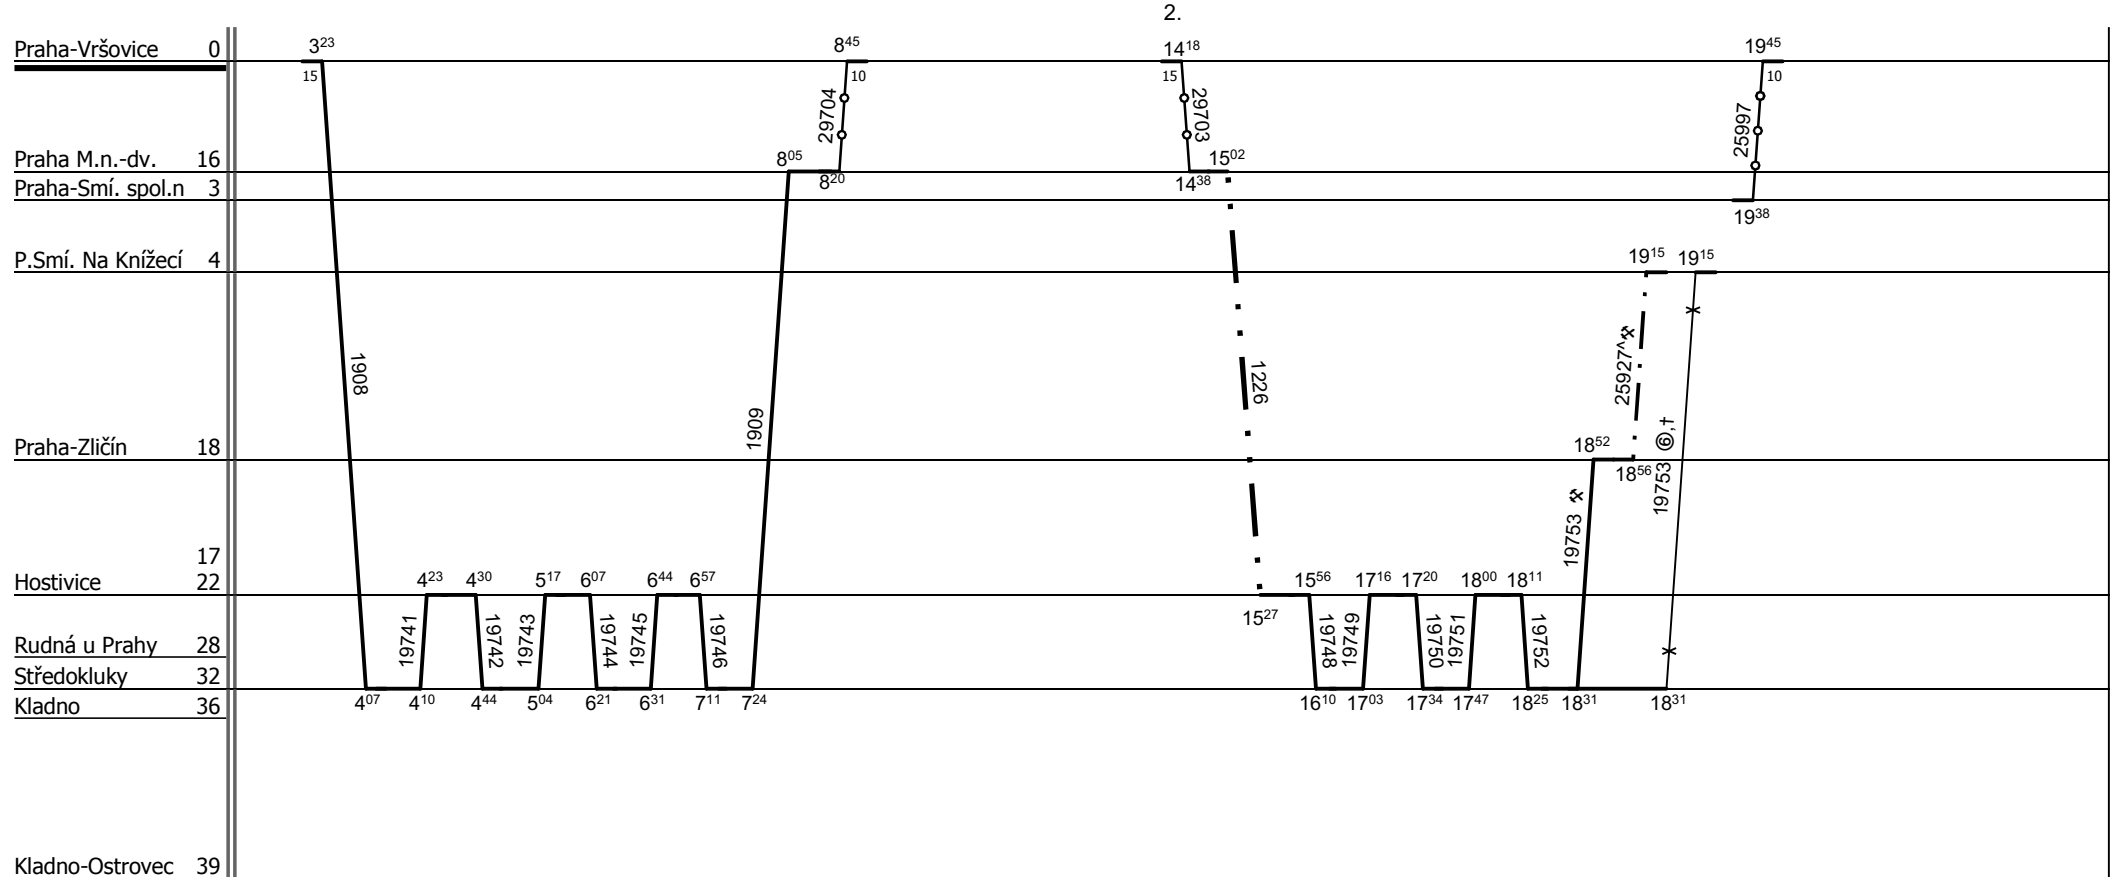 2.
Praha-Vršovice 0 3²³ 8⁴⁵ 14¹⁸ 19⁴⁵
15 10 15 10
29704 29703 25997
Praha M.n.-dv. 16 8⁰⁵ 15⁰²
Praha-Smí. spol.n 3 8²⁰ 14³⁸
19³⁸
P.Smí. Na Knížecí 4 19¹⁵ 19¹⁵
1908 1909 1226 25927^⚒
Praha-Zličín 18 18⁵²
18⁵⁶
19753 ⚒ 19753 ⑥,†
17
Hostivice 22 4²³ 4³⁰ 5¹⁷ 6⁰⁷ 6⁴⁴ 6⁵⁷ 15⁵⁶ 17¹⁶ 17²⁰ 18⁰⁰ 18¹¹
15²⁷
19741 19742 19743 19744 19745 19746 19748 19749 19750 19751 19752
Rudná u Prahy 28
Středokluky 32
Kladno 36 4⁰⁷ 4¹⁰ 4⁴⁴ 5⁰⁴ 6²¹ 6³¹ 7¹¹ 7²⁴ 16¹⁰ 17⁰³ 17³⁴ 17⁴⁷ 18²⁵ 18³¹ 18³¹
Kladno-Ostrovec 39